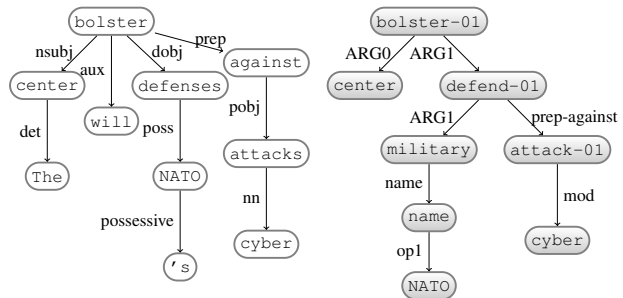 bolster
nsubj
aux
dobj
prep
center
defenses
against
det
will
poss
pobj
The
NATO
attacks
possessive
nn
's
cyber
bolster-01
ARG0
ARG1
center
defend-01
ARG1
prep-against
military
attack-01
name
mod
name
cyber
op1
NATO